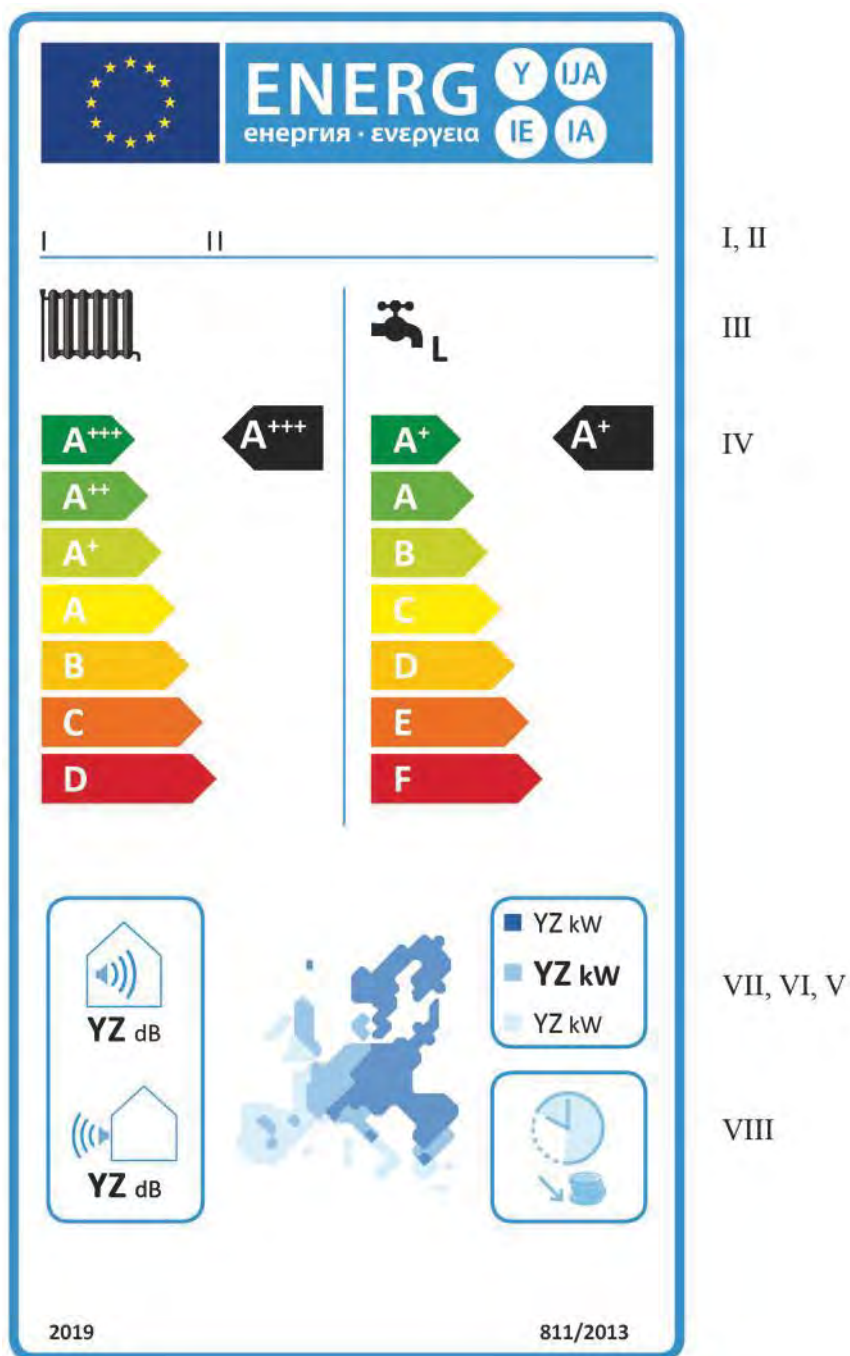 ENERG Y IJA
енергия · ενεργεια IE IA
I II I, II
III
L
A+++ A+++ A+ A+ IV
A++ A
A+ B
A C
B D
C E
D F
YZ kW
YZ kW VII, VI, V
YZ dB YZ kW
VIII
YZ dB
2019 811/2013